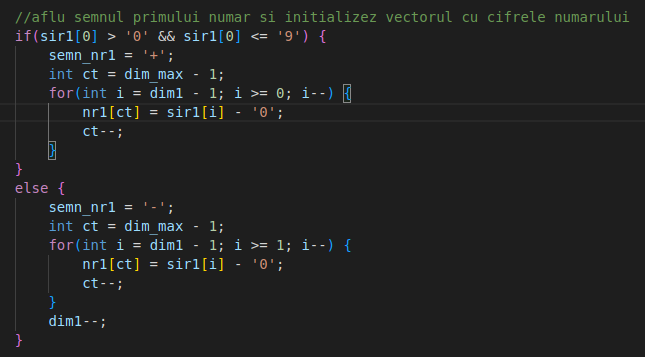 //aflu semnul primului numar si initializez vectorul cu cifrele numarului
if(sir1[0] > '0' && sir1[0] <= '9') {
    semn_nr1 = '+';
    int ct = dim_max - 1;
    for(int i = dim1 - 1; i >= 0; i--) {
        nr1[ct] = sir1[i] - '0';
        ct--;
    }
}
else {
    semn_nr1 = '-';
    int ct = dim_max - 1;
    for(int i = dim1 - 1; i >= 1; i--) {
        nr1[ct] = sir1[i] - '0';
        ct--;
    }
    dim1--;
}